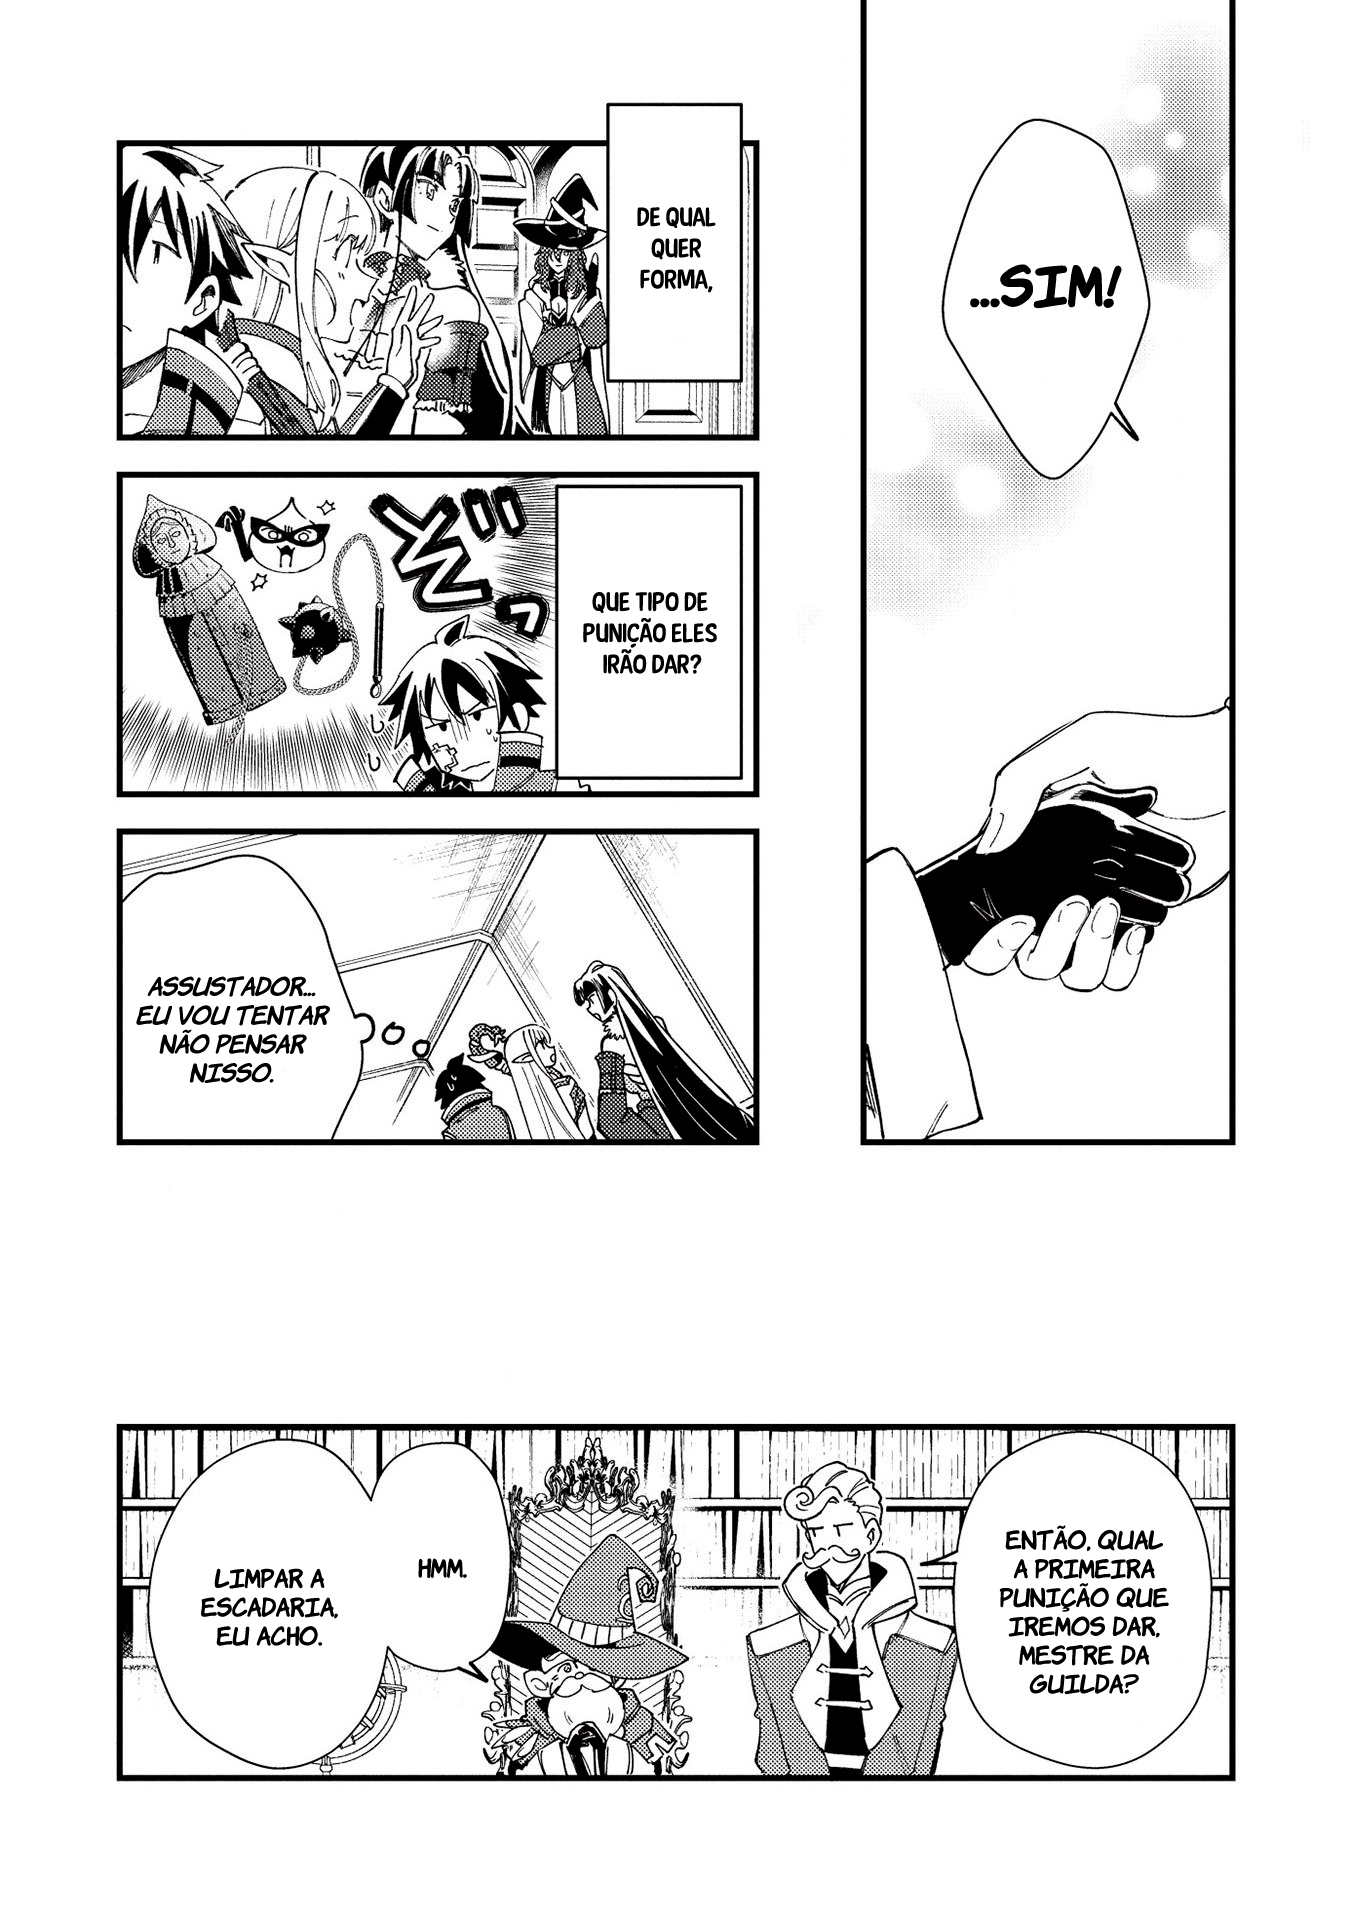 ...SIM!
DE QUAL
QUER
FORMA,
QUE TIPO DE
PUNIÇÃO ELES
IRÃO DAR?
ASSUSTADOR...
EU VOU TENTAR
NÃO PENSAR
NISSO.
ENTÃO, QUAL
A PRIMEIRA
PUNIÇÃO QUE
IREMOS DAR,
MESTRE DA
GUILDA?
HMM.
LIMPAR A
ESCADARIA,
EU ACHO.